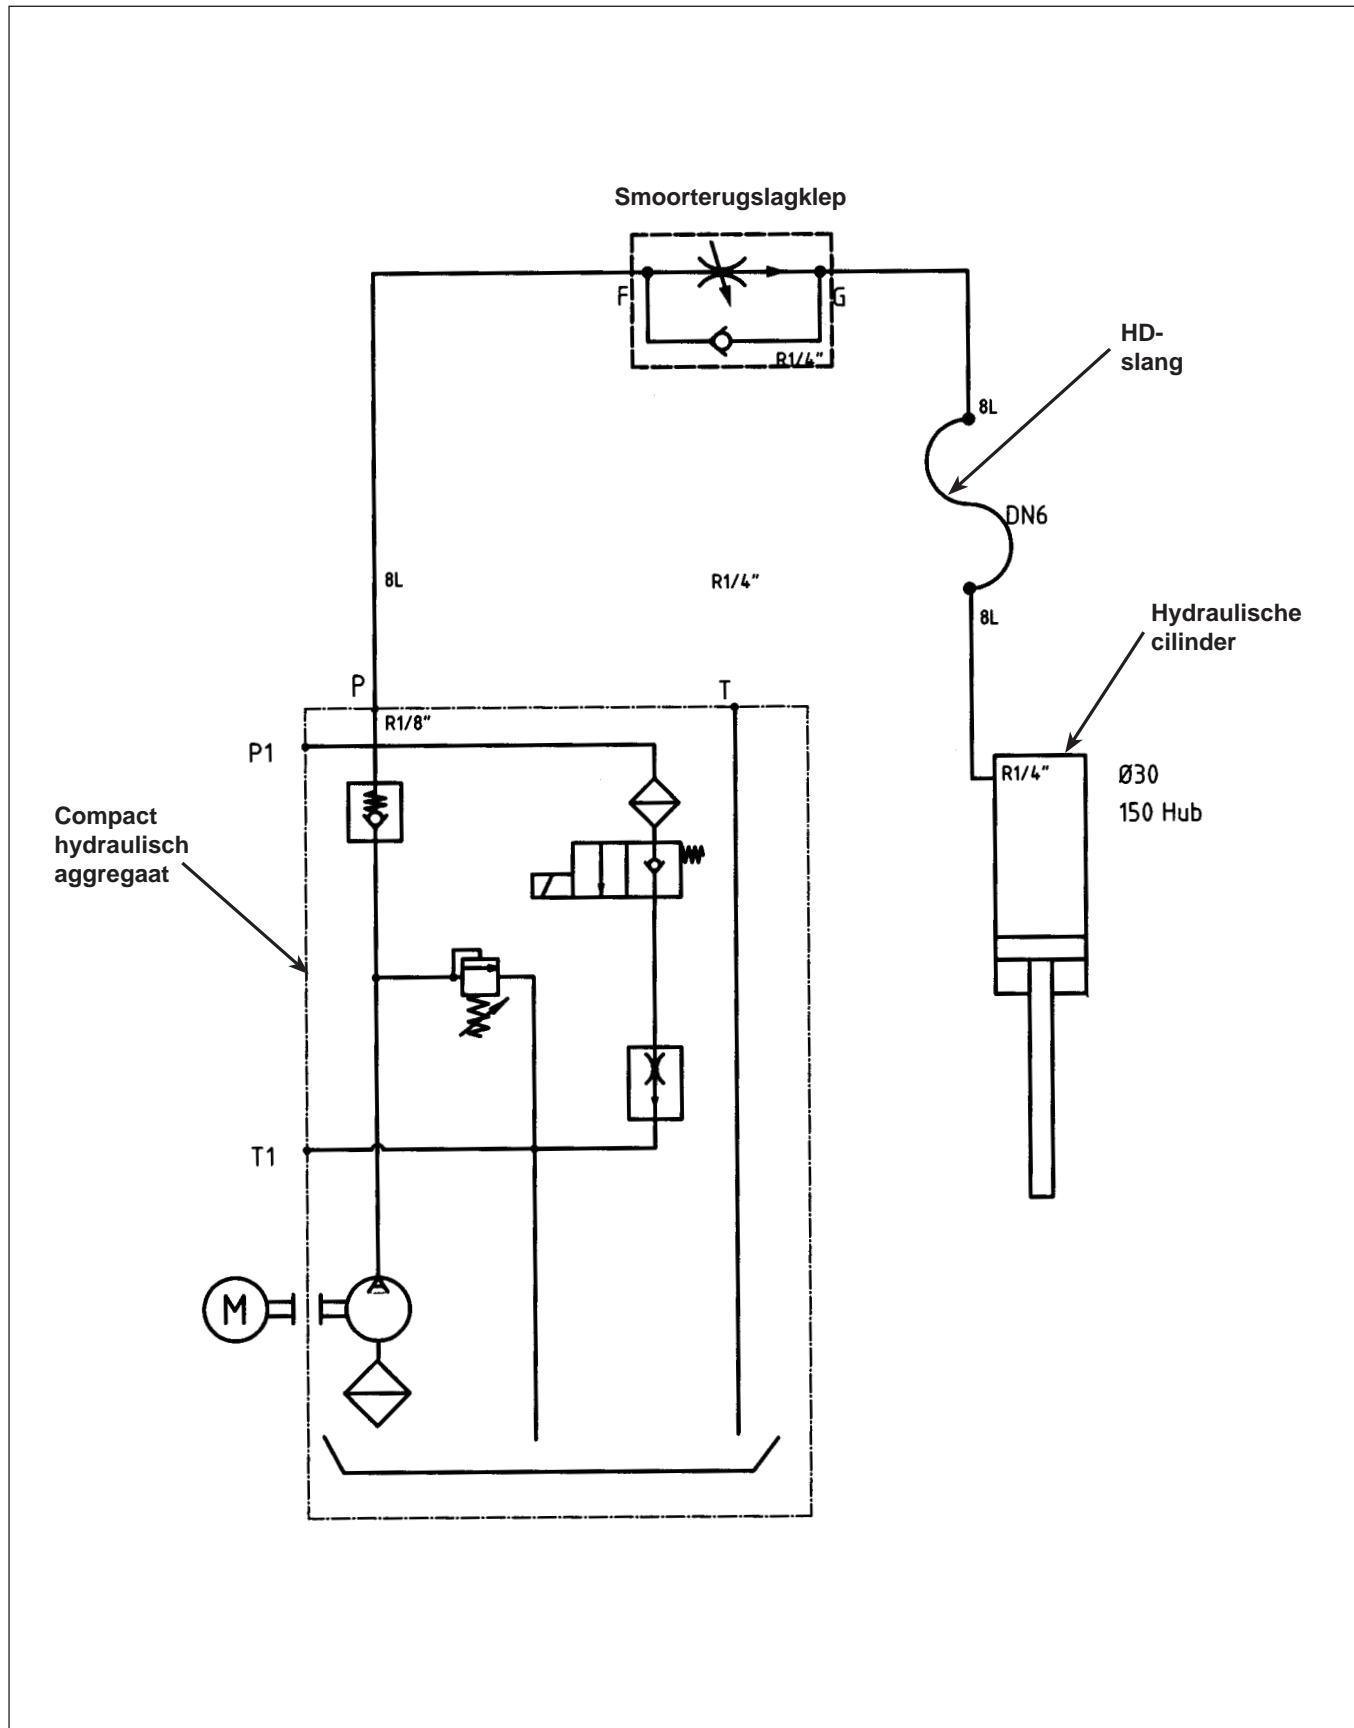 Smoorterugslagklep
F
G
R1/4"
HD-
slang
8L
DN6
8L
R1/4"
8L
Hydraulische
cilinder
P
T
R1/8"
P1
R1/4"
Ø30
150 Hub
Compact
hydraulisch
aggregaat
T1
M